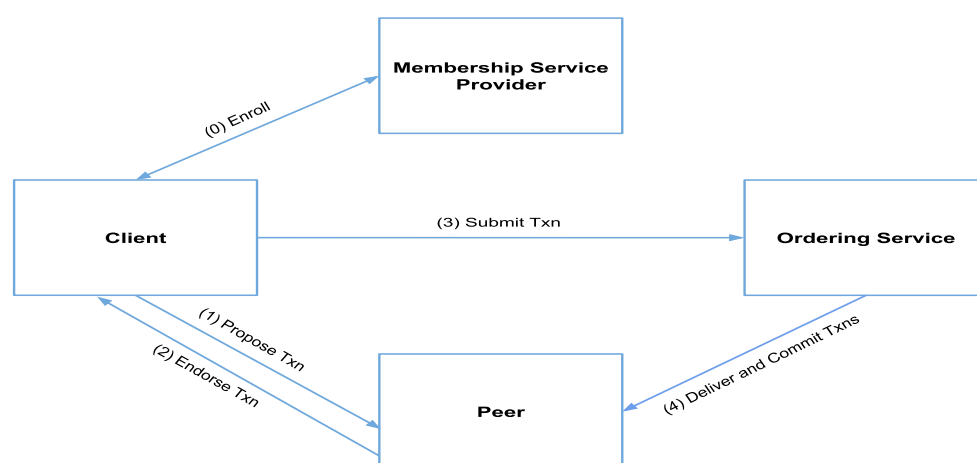 Membership Service
Provider
(0) Enroll
Client
(3) Submit Txn
Ordering Service
(1) Propose Txn
(2) Endorse Txn
Peer
(4) Deliver and Commit Txns